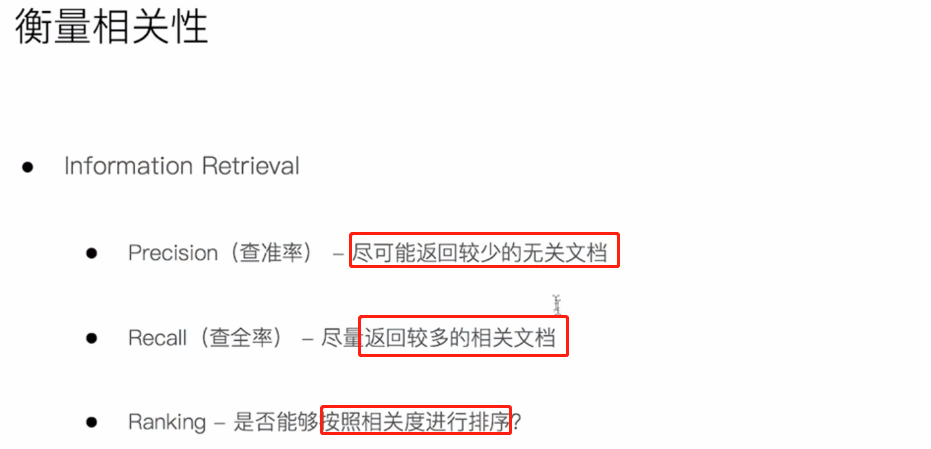 衡量相关性
Information Retrieval
Precision（查准率） – 尽可能返回较少的无关文档
Recall（查全率） – 尽量返回较多的相关文档
Ranking – 是否能够按照相关度进行排序?